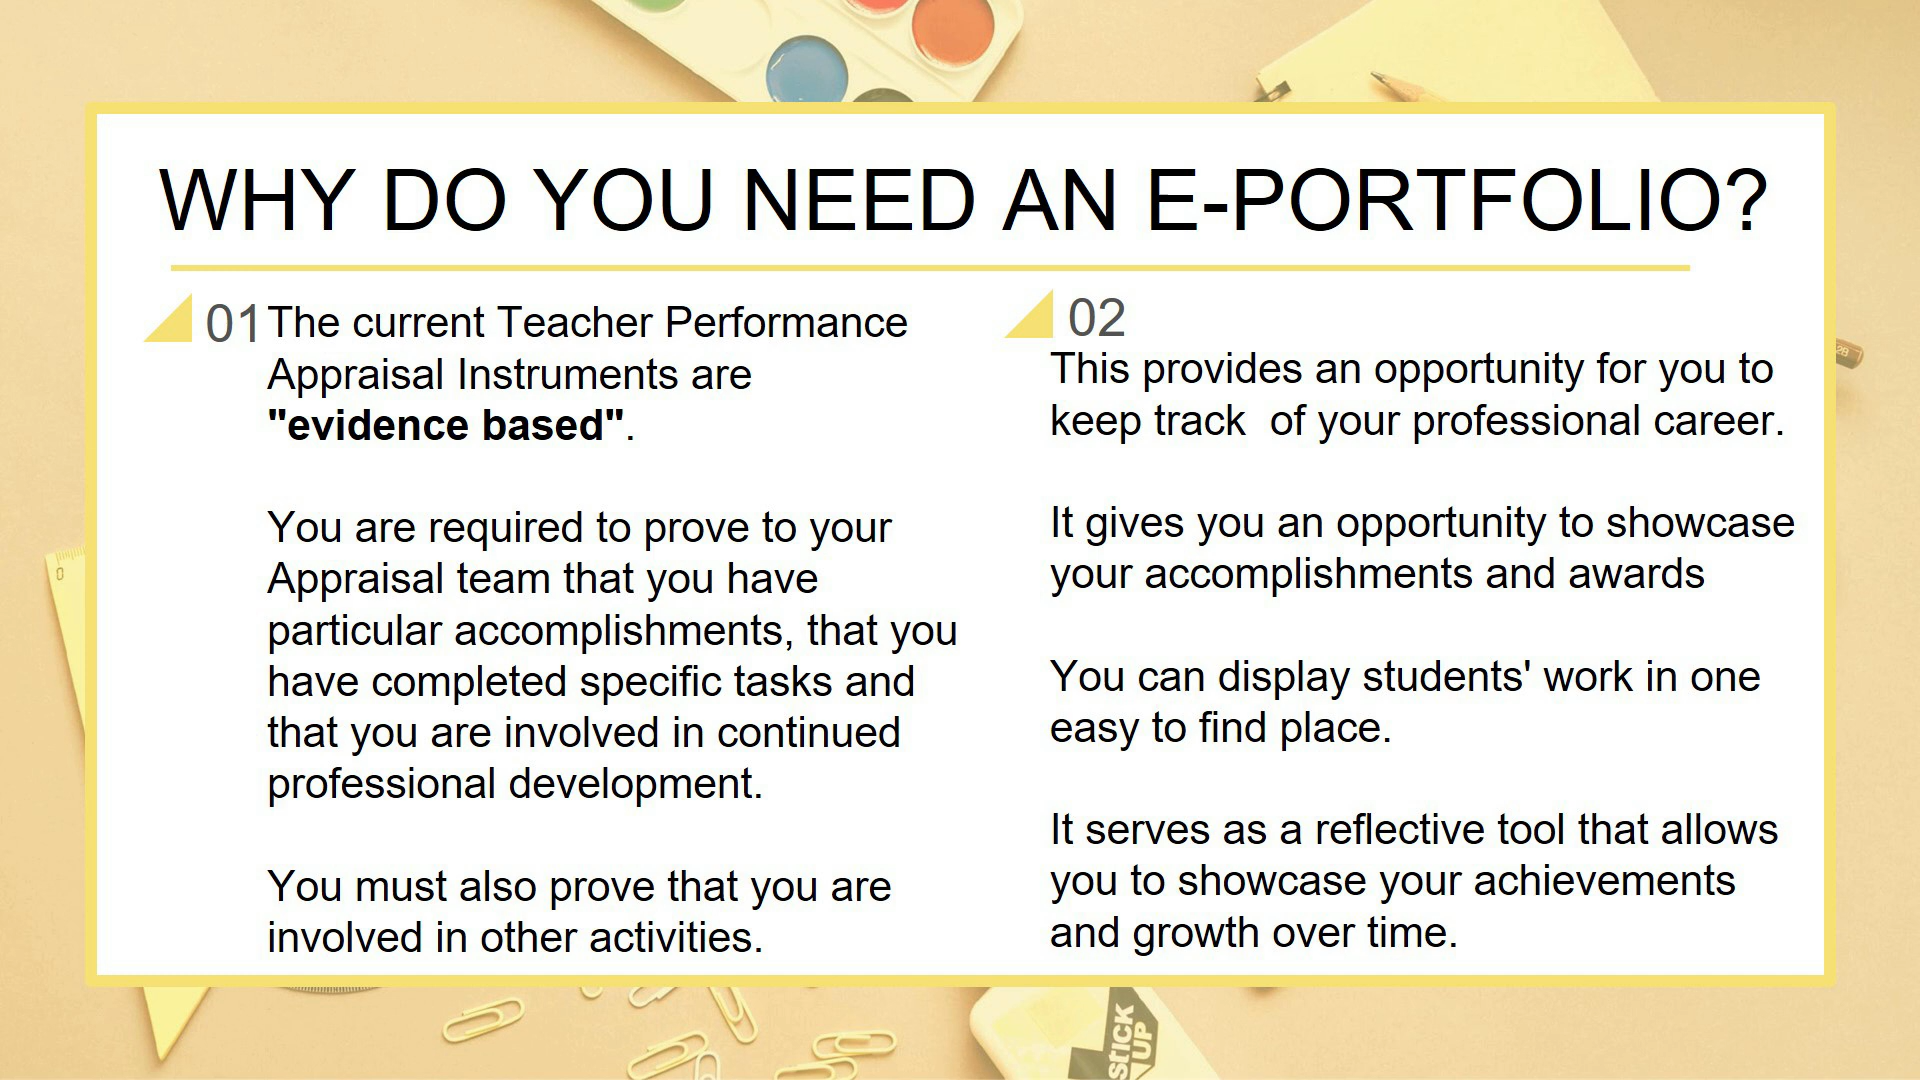 WHY DO YOU NEED AN E-PORTFOLIO?
01
The current Teacher Performance
Appraisal Instruments are
"evidence based".
You are required to prove to your
Appraisal team that you have
particular accomplishments, that you
have completed specific tasks and
that you are involved in continued
professional development.
You must also prove that you are
involved in other activities.
02
This provides an opportunity for you to
keep track  of your professional career.
It gives you an opportunity to showcase
your accomplishments and awards
You can display students' work in one
easy to find place.
It serves as a reflective tool that allows
you to showcase your achievements
and growth over time.
2B
0
STICK
UP